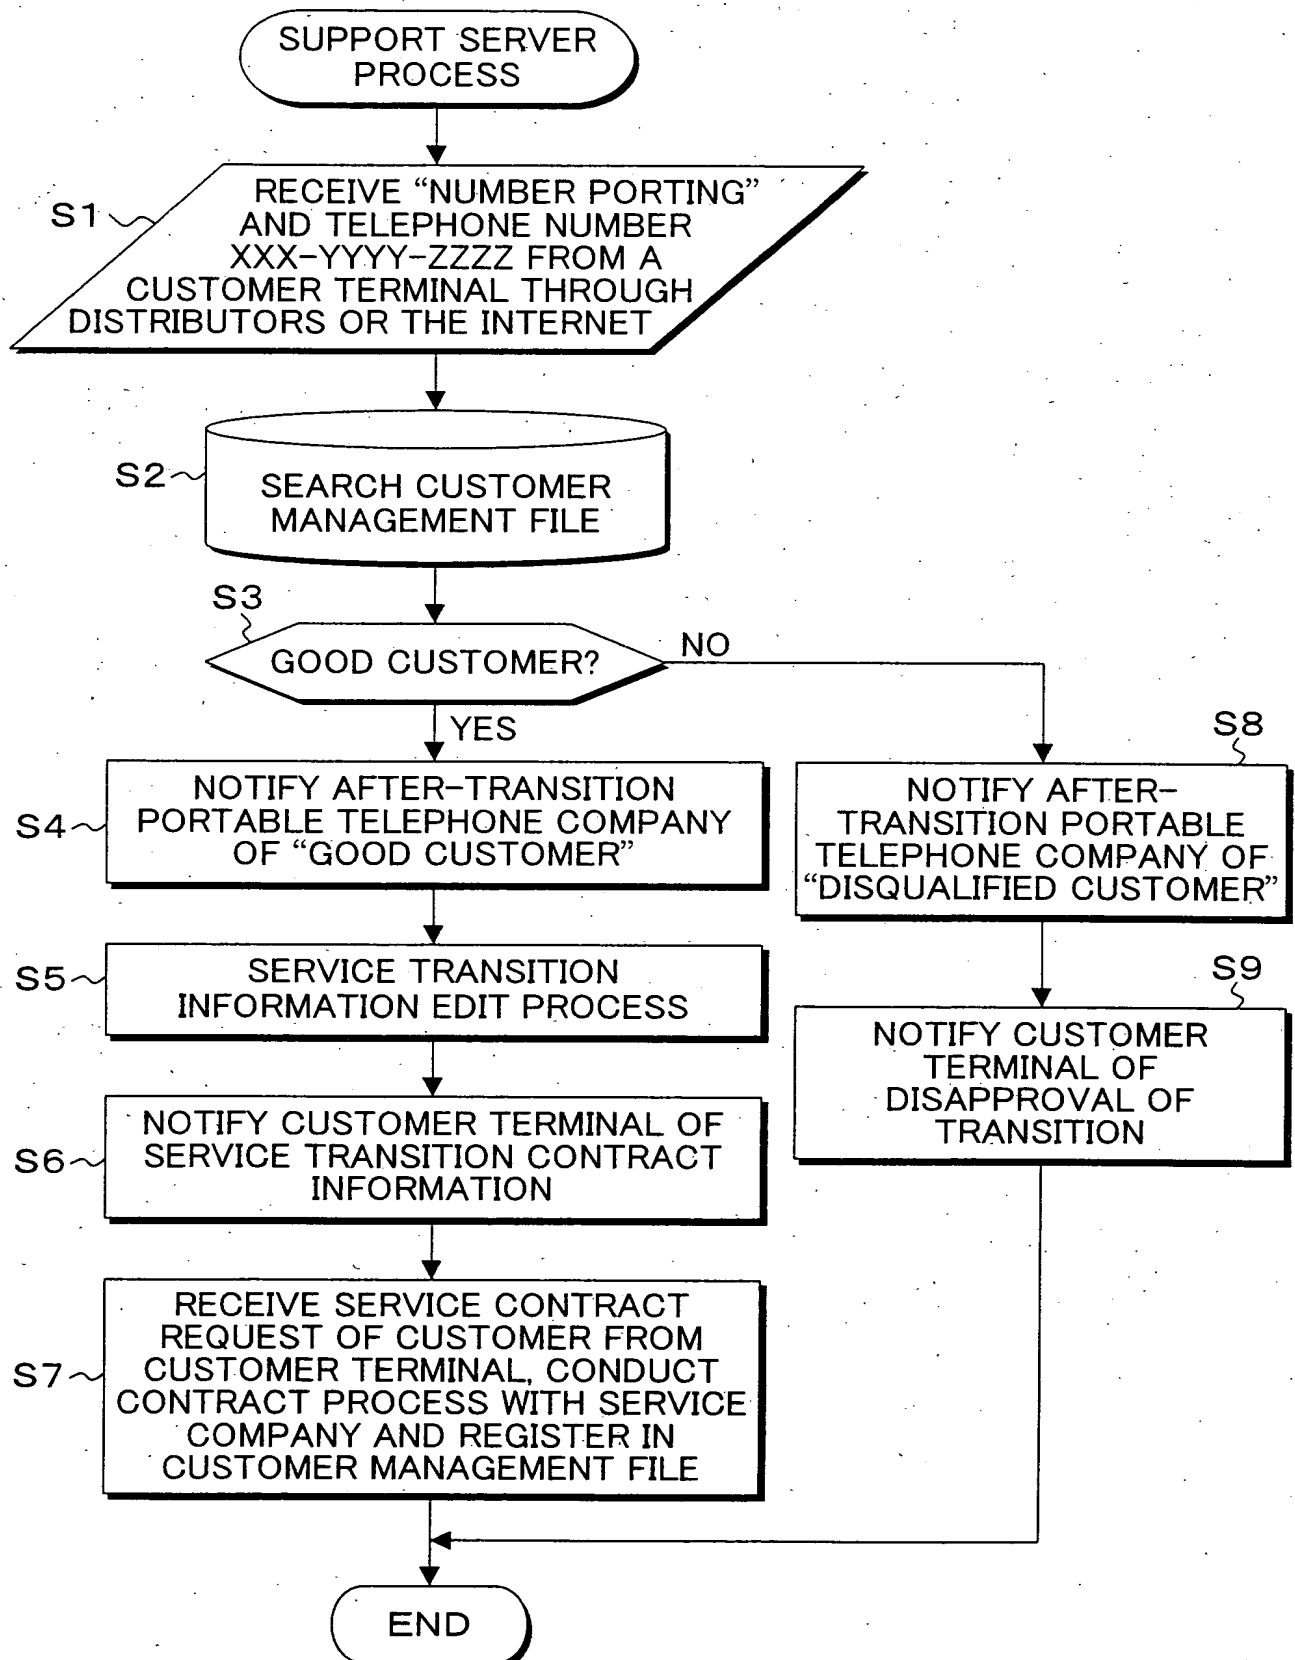 SUPPORT SERVER
PROCESS
S1
RECEIVE “NUMBER PORTING”
AND TELEPHONE NUMBER
XXX-YYYY-ZZZZ FROM A
CUSTOMER TERMINAL THROUGH
DISTRIBUTORS OR THE INTERNET
S2
SEARCH CUSTOMER
MANAGEMENT FILE
S3
GOOD CUSTOMER?
NO
YES
S4
NOTIFY AFTER-TRANSITION
PORTABLE TELEPHONE COMPANY
OF “GOOD CUSTOMER”
S5
SERVICE TRANSITION
INFORMATION EDIT PROCESS
S6
NOTIFY CUSTOMER TERMINAL OF
SERVICE TRANSITION CONTRACT
INFORMATION
S7
RECEIVE SERVICE CONTRACT
REQUEST OF CUSTOMER FROM
CUSTOMER TERMINAL, CONDUCT
CONTRACT PROCESS WITH SERVICE
COMPANY AND REGISTER IN
CUSTOMER MANAGEMENT FILE
S8
NOTIFY AFTER-
TRANSITION PORTABLE
TELEPHONE COMPANY OF
“DISQUALIFIED CUSTOMER”
S9
NOTIFY CUSTOMER
TERMINAL OF
DISAPPROVAL OF
TRANSITION
END